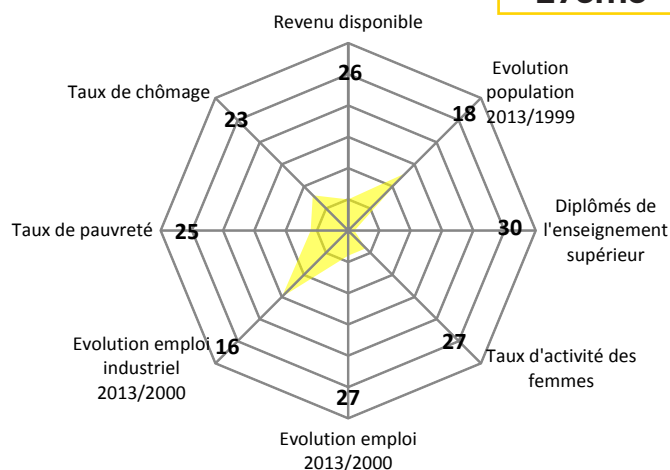 Revenu disponible
26
Evolution
population
2013/1999
18
Taux de chômage
23
Diplômés de
l'enseignement
supérieur
30
Taux de pauvreté
25
Evolution emploi
industriel
2013/2000
16
Taux d'activité des
femmes
27
27
Evolution emploi
2013/2000